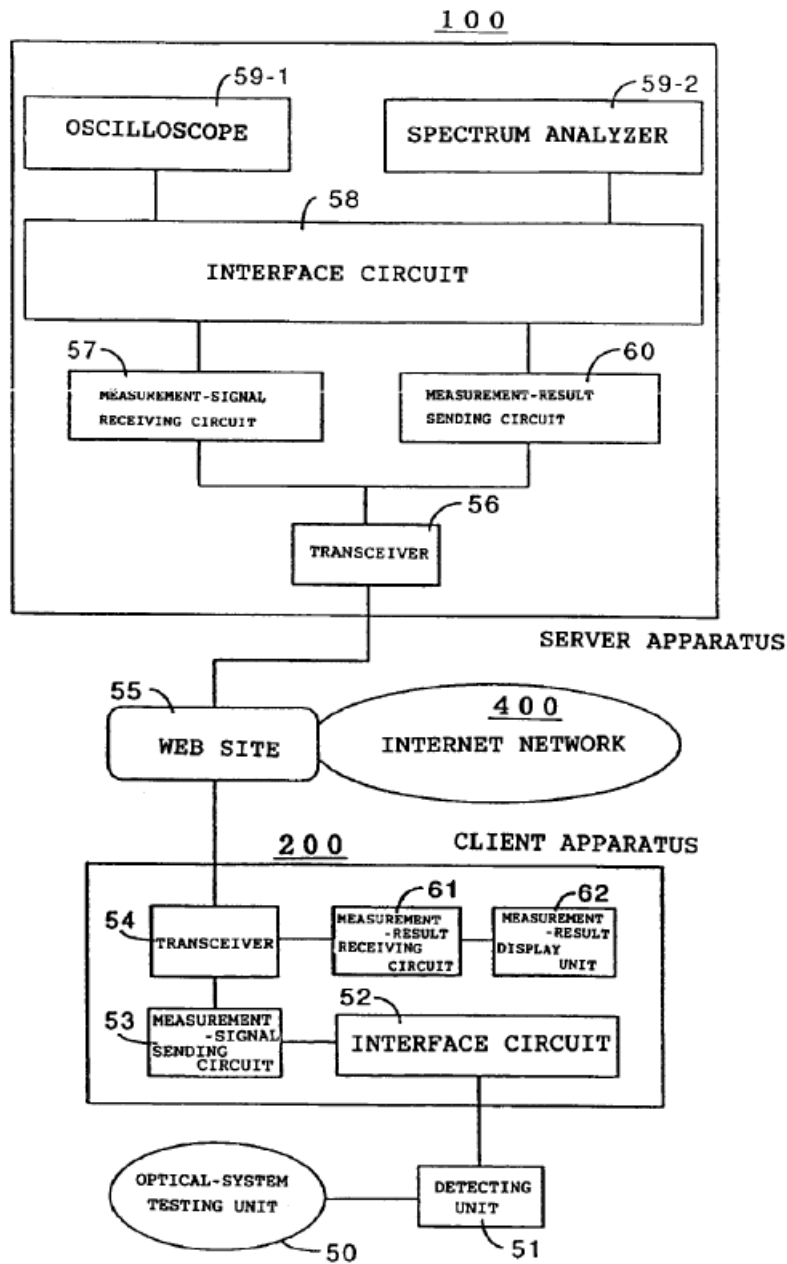 100
59-1
59-2
OSCILLOSCOPE
SPECTRUM ANALYZER
58
INTERFACE CIRCUIT
57
60
MEASUREMENT-SIGNAL
RECEIVING CIRCUIT
MEASUREMENT-RESULT
SENDING CIRCUIT
56
TRANSCEIVER
SERVER APPARATUS
55
WEB SITE
400
INTERNET NETWORK
200
CLIENT APPARATUS
54
TRANSCEIVER
61
MEASUREMENT
-RESULT
RECEIVING
CIRCUIT
62
MEASUREMENT
-RESULT
DISPLAY
UNIT
53
MEASUREMENT
-SIGNAL
SENDING
CIRCUIT
52
INTERFACE CIRCUIT
OPTICAL-SYSTEM
TESTING UNIT
50
DETECTING
UNIT
51